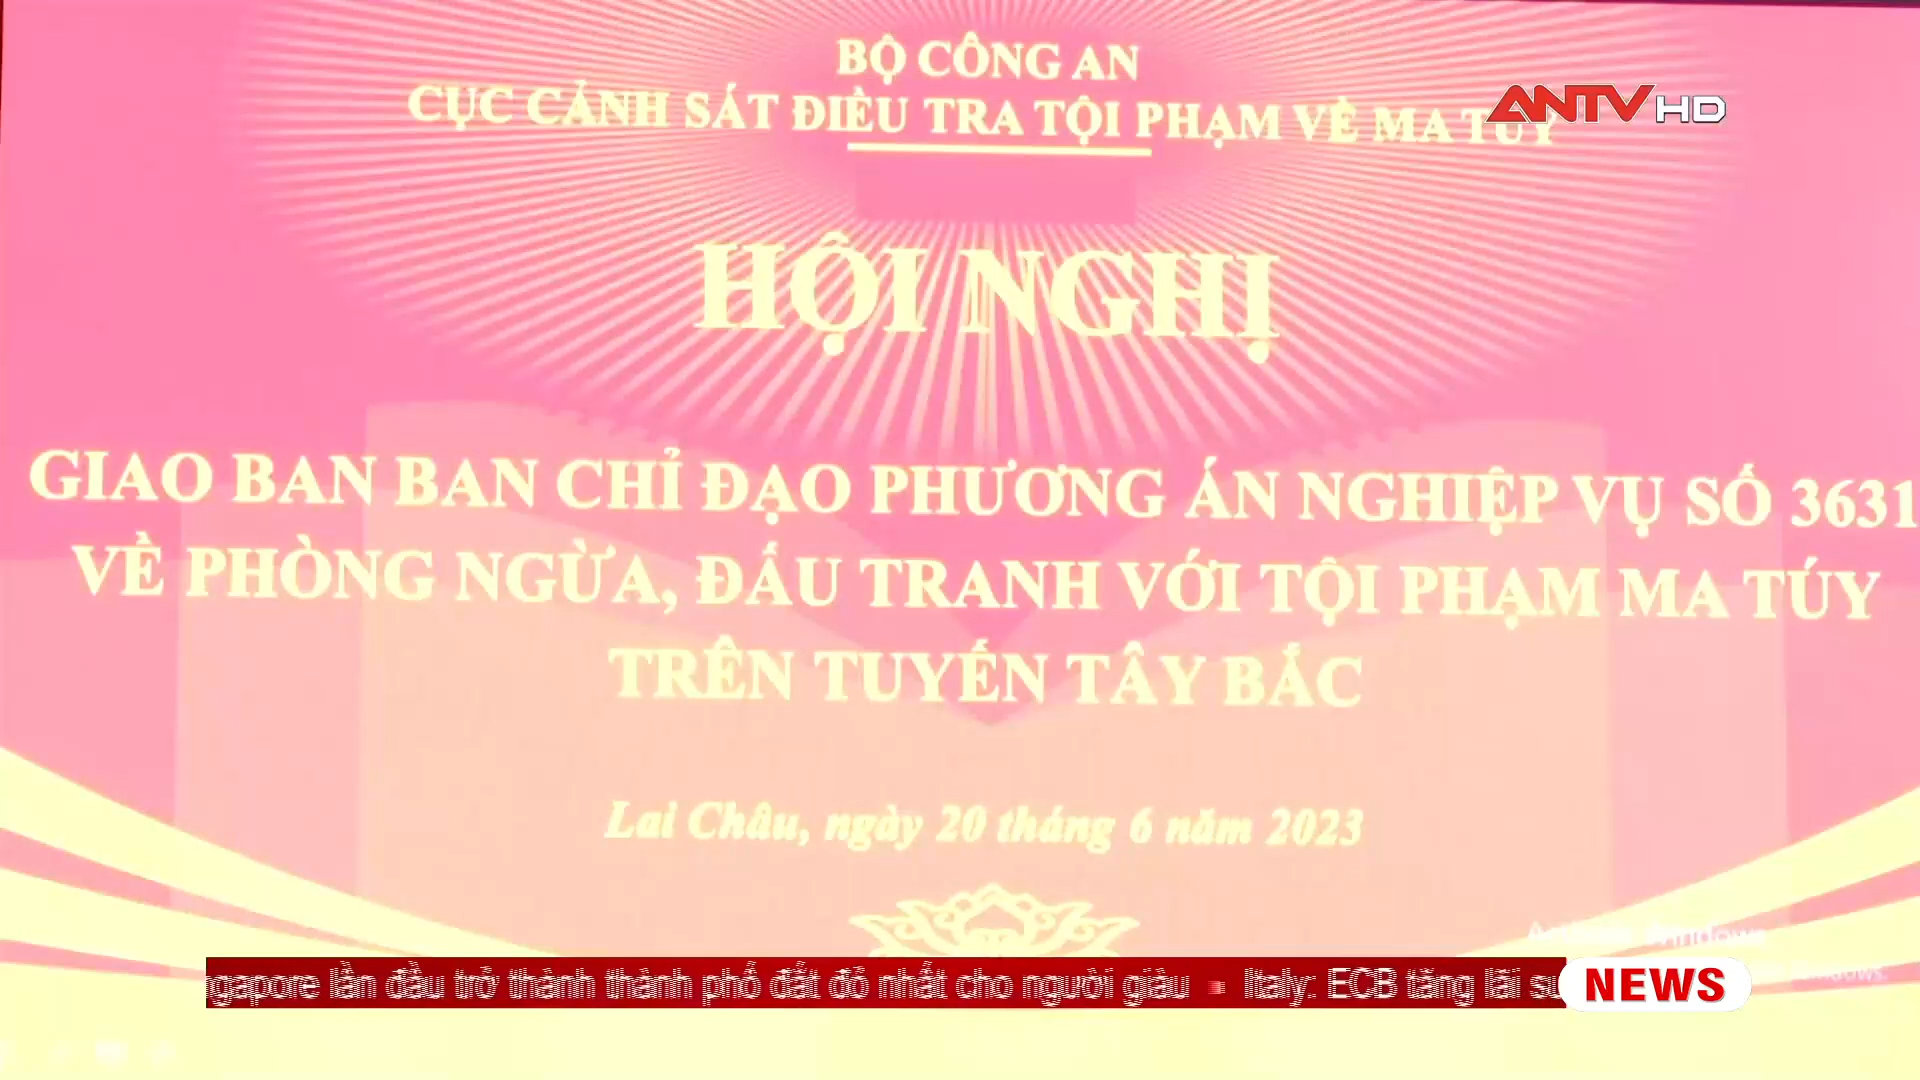 BỘ CÔNG AN
CỤC CẢNH SÁT ĐIỀU TRA TỘI PHẠM VỀ MA TÚY
ANTV HD
HỘI NGHỊ
GIAO BAN BAN CHỈ ĐẠO PHƯƠNG ÁN NGHIỆP VỤ SỐ 3631
VỀ PHÒNG NGỪA, ĐẤU TRANH VỚI TỘI PHẠM MA TÚY
TRÊN TUYẾN TÂY BẮC
Lai Châu, ngày 20 tháng 6 năm 2023
ngapore lần đầu trở thành thành phố đắt đỏ nhất cho người giàu ▪ Italy: ECB tăng lãi su
NEWS